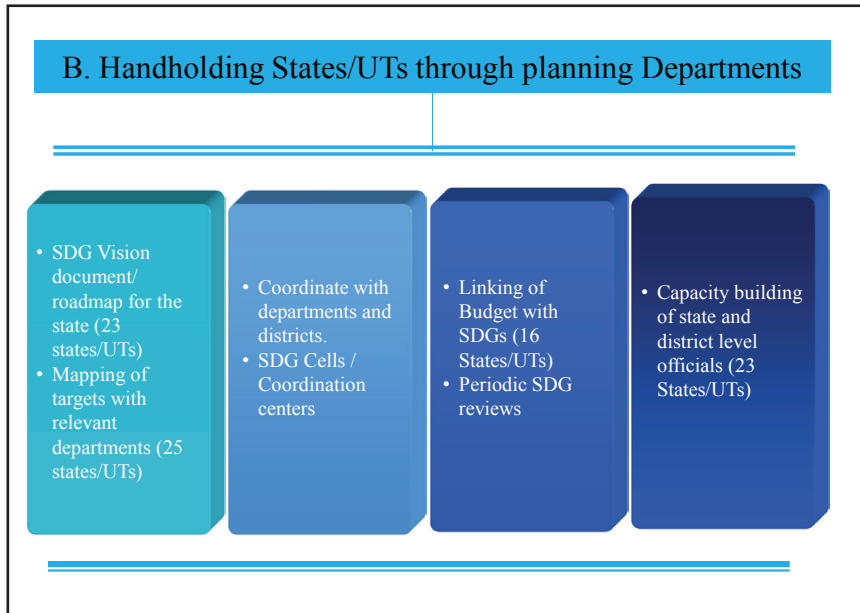 B. Handholding States/UTs through planning Departments
• SDG Vision
document/
roadmap for the
state (23
states/UTs)
• Mapping of
targets with
relevant
departments (25
states/UTs)
• Coordinate with
departments and
districts.
• SDG Cells /
Coordination
centers
• Linking of
Budget with
SDGs (16
States/UTs)
• Periodic SDG
reviews
• Capacity building
of state and
district level
officials (23
States/UTs)